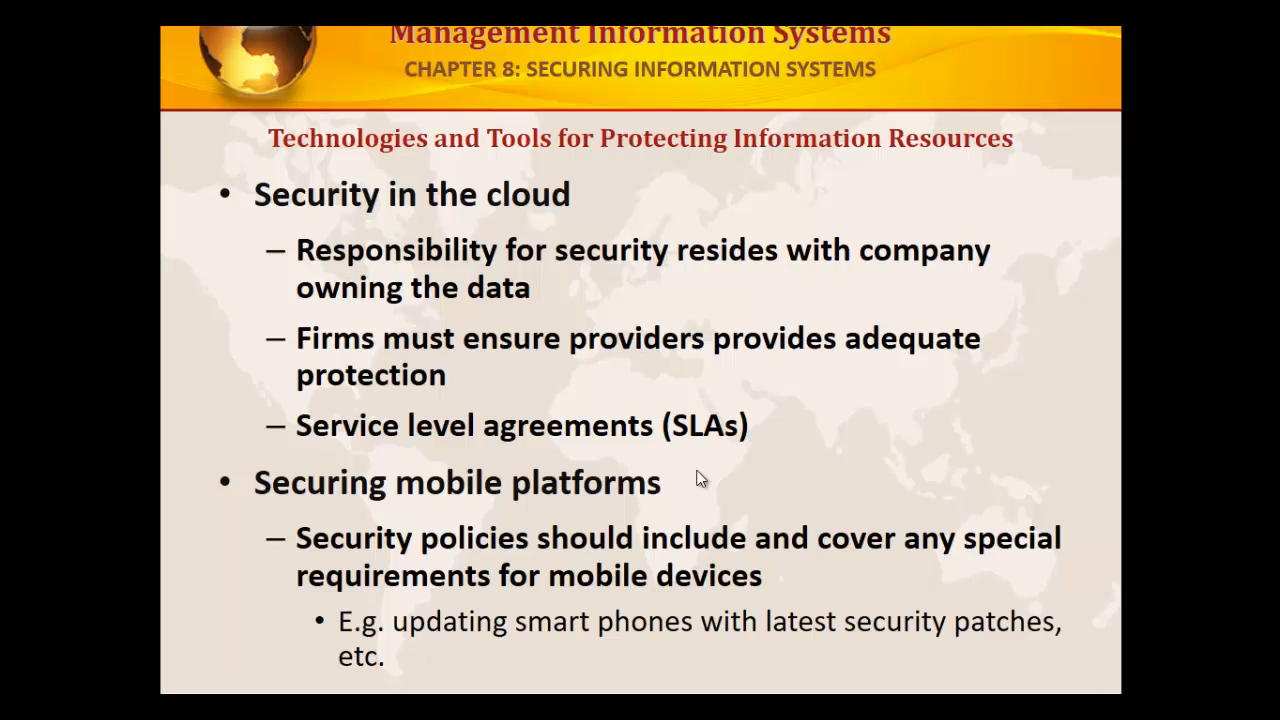 Management Information Systems
CHAPTER 8: SECURING INFORMATION SYSTEMS
Technologies and Tools for Protecting Information Resources
• Security in the cloud
– Responsibility for security resides with company
owning the data
– Firms must ensure providers provides adequate
protection
– Service level agreements (SLAs)
• Securing mobile platforms
– Security policies should include and cover any special
requirements for mobile devices
• E.g. updating smart phones with latest security patches,
etc.